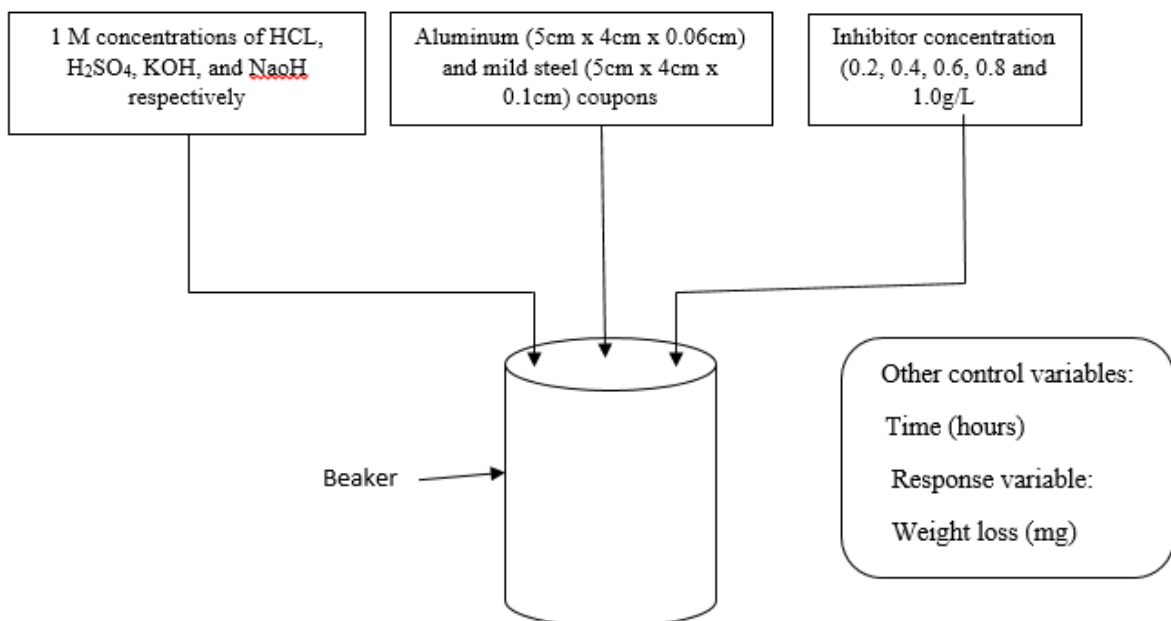 1 M concentrations of HCL,
H₂SO₄, KOH, and NaoH
respectively
Aluminum (5cm x 4cm x 0.06cm)
and mild steel (5cm x 4cm x
0.1cm) coupons
Inhibitor concentration
(0.2, 0.4, 0.6, 0.8 and
1.0g/L
Other control variables:
Time (hours)
Response variable:
Weight loss (mg)
Beaker